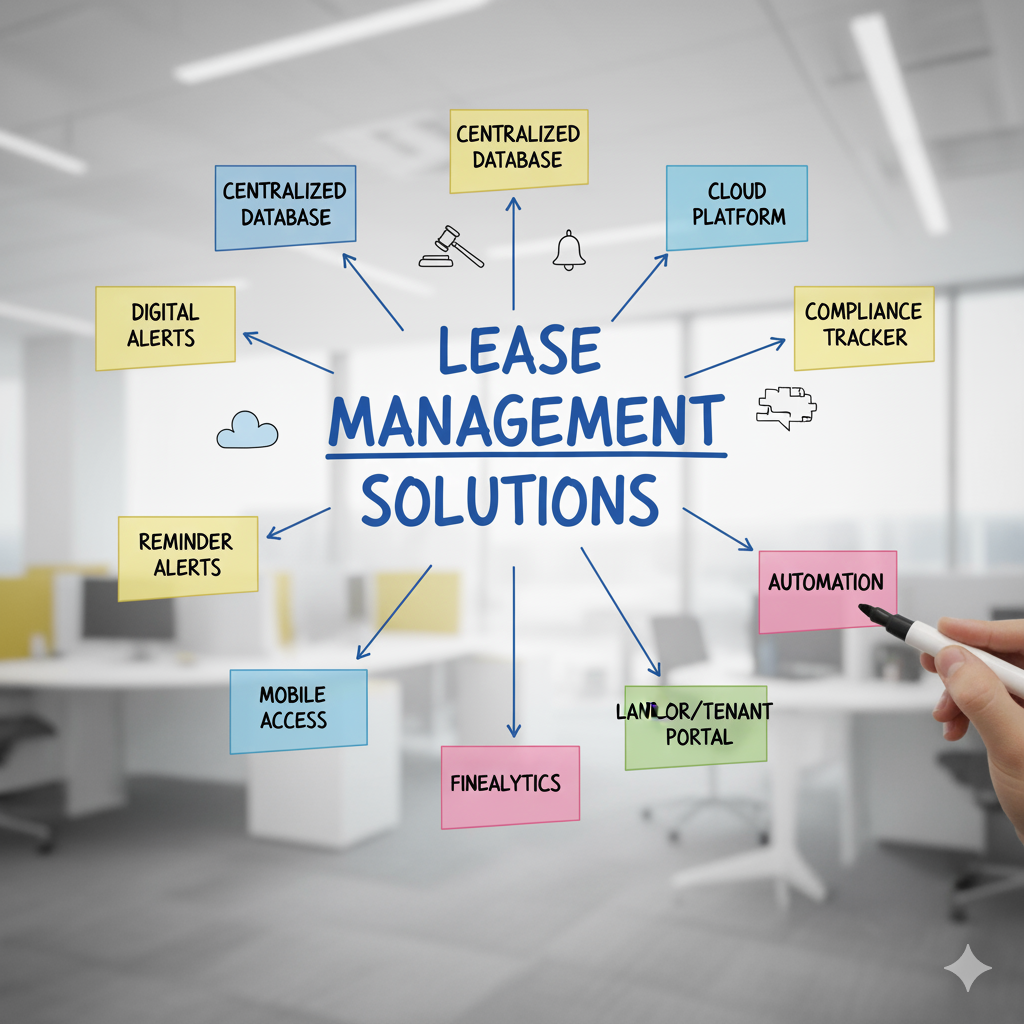 CENTRALIZED
DATABASE
CENTRALIZED
DATABASE
CLOUD
PLATFORM
DIGITAL
ALERTS
COMPLIANCE
TRACKER
LEASE
MANAGEMENT
SOLUTIONS
REMINDER
ALERTS
AUTOMATION
MOBILE
ACCESS
/TENANT
PORTAL
FINEALYTICS